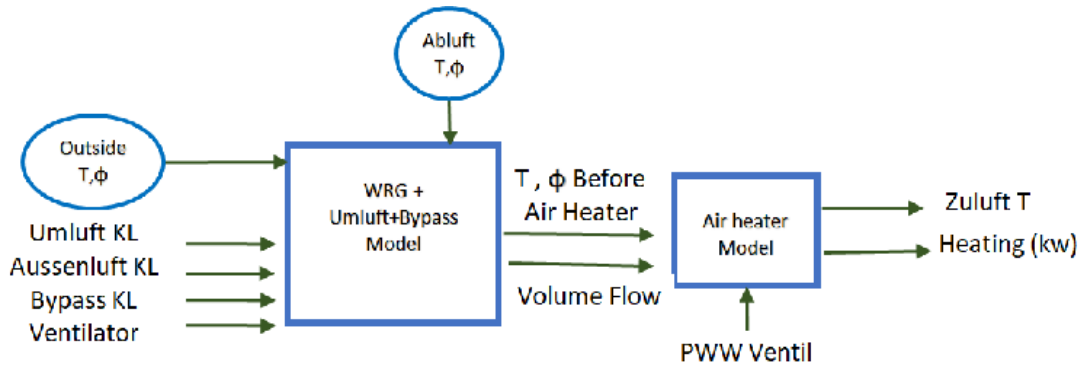 Abluft
T,ϕ
Outside
T,ϕ
WRG +
Umluft+Bypass
Model
Umluft KL
Aussenluft KL
Bypass KL
Ventilator
T , ϕ Before
Air Heater
Volume Flow
Air heater
Model
PWW Ventil
Zuluft T
Heating (kw)